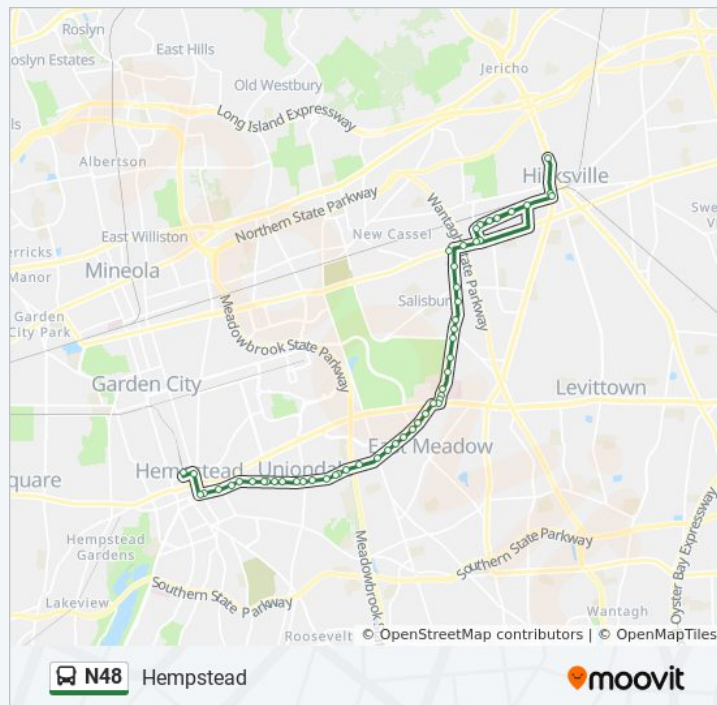 Roslyn
East Hills
Roslyn Estates
Jericho
Old Westbury
Long Island Expressway
Albertson
Hicksville
Northern State Parkway
Wantagh State Parkway
East Williston
New Cassel
Mineola
Manor
Salisbury
Garden
City Park
Meadowbrook State Parkway
Garden City
Levittown
East Meadow
Hempstead
Uniondale
Hempstead
Gardens
Southern State Parkway
Oyster Bay Expressway
Southern State Parkway
Lakeview
Wantagh
Roosevelt
© OpenStreetMap contributors | © OpenMapTiles
N48 Hempstead
moovit